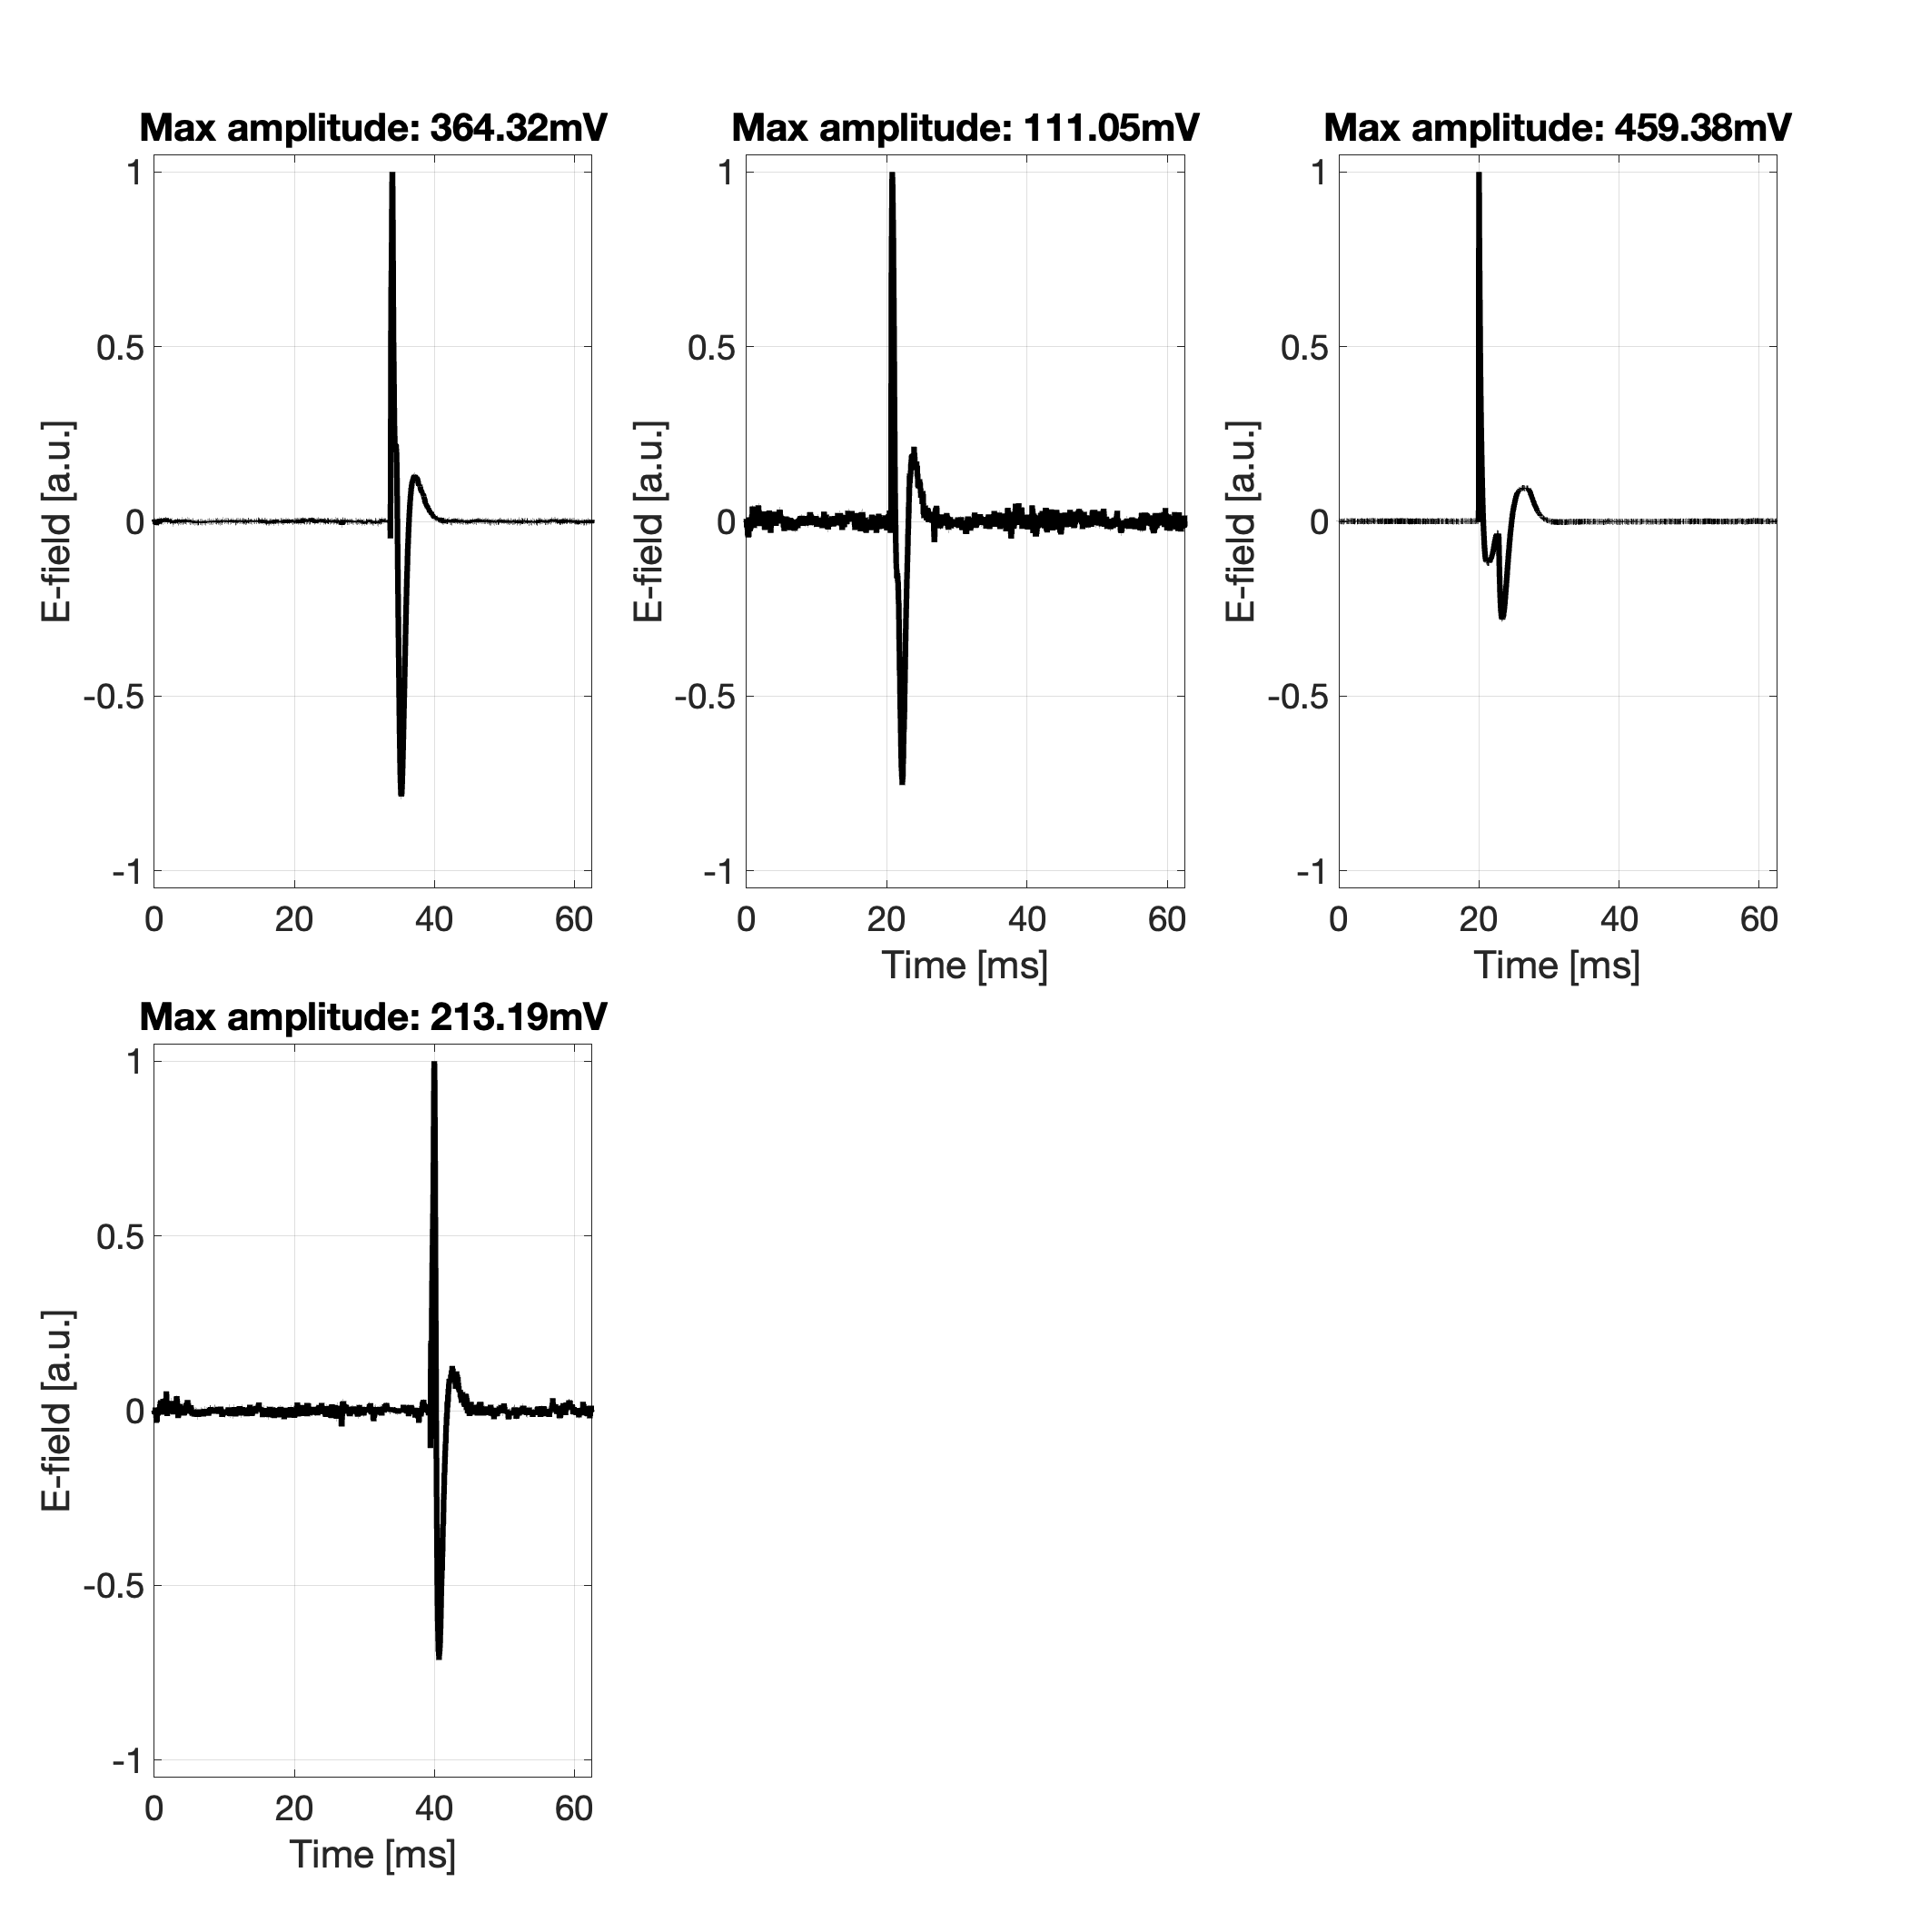 Max amplitude: 364.32mV
1
0.5
0
-0.5
-1
E-field [a.u.]
0 20 40 60
Max amplitude: 111.05mV
1
0.5
0
-0.5
-1
E-field [a.u.]
0 20 40 60
Time [ms]
Max amplitude: 459.38mV
1
0.5
0
-0.5
-1
E-field [a.u.]
0 20 40 60
Time [ms]
Max amplitude: 213.19mV
1
0.5
0
-0.5
-1
E-field [a.u.]
0 20 40 60
Time [ms]